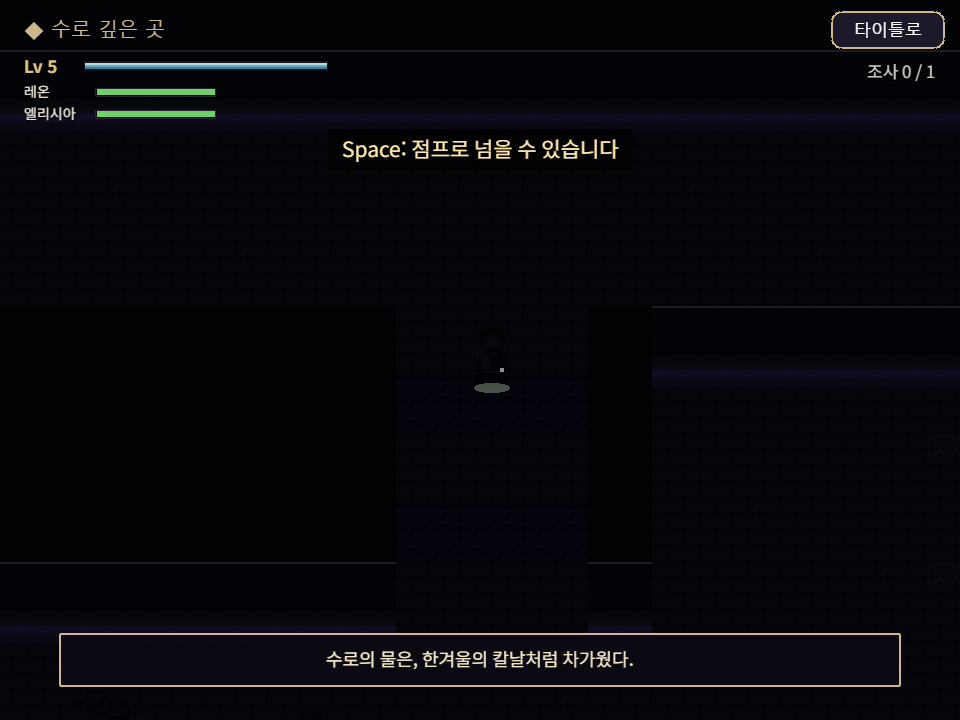 ◆ 수로 깊은 곳
타이틀로
Lv 5
조사 0 / 1
레온
엘리시아
Space: 점프로 넘을 수 있습니다
수로의 물은, 한겨울의 칼날처럼 차가웠다.